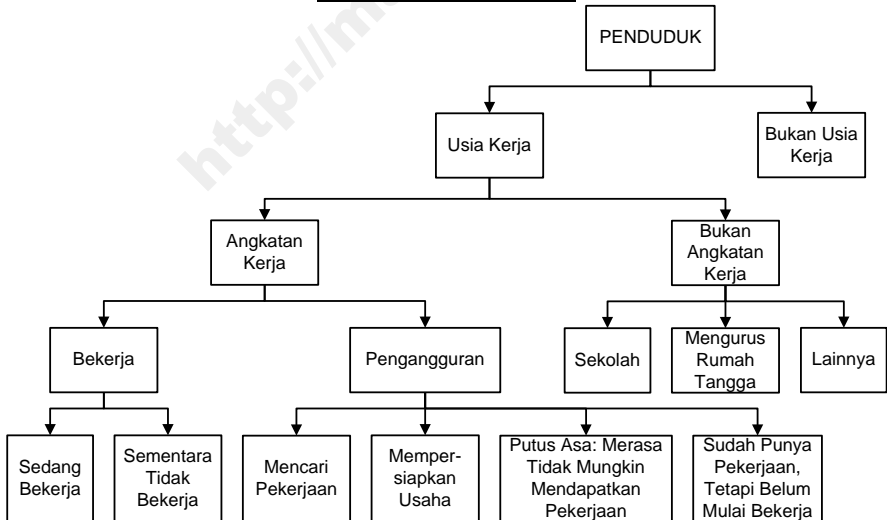 PENDUDUK
Usia Kerja
Bukan Usia
Kerja
Angkatan
Kerja
Bukan
Angkatan
Kerja
Bekerja
Pengangguran
Sekolah
Mengurus
Rumah
Tangga
Lainnya
Sedang
Bekerja
Sementara
Tidak
Bekerja
Mencari
Pekerjaan
Memper-
siapkan
Usaha
Putus Asa: Merasa
Tidak Mungkin
Mendapatkan
Pekerjaan
Sudah Punya
Pekerjaan,
Tetapi Belum
Mulai Bekerja